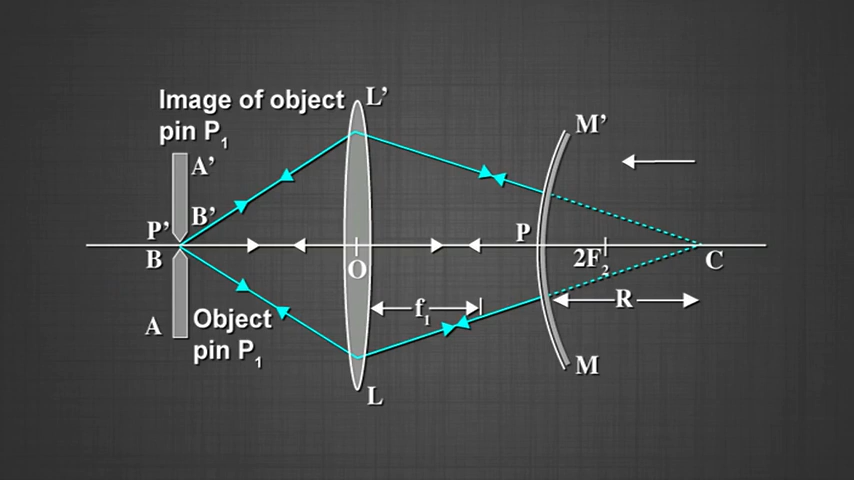 Image of object
pin P₁
L’
M’
A’
B’
P’
P
B
O
2F₂
C
f₁
R
A
Object
pin P₁
M
L